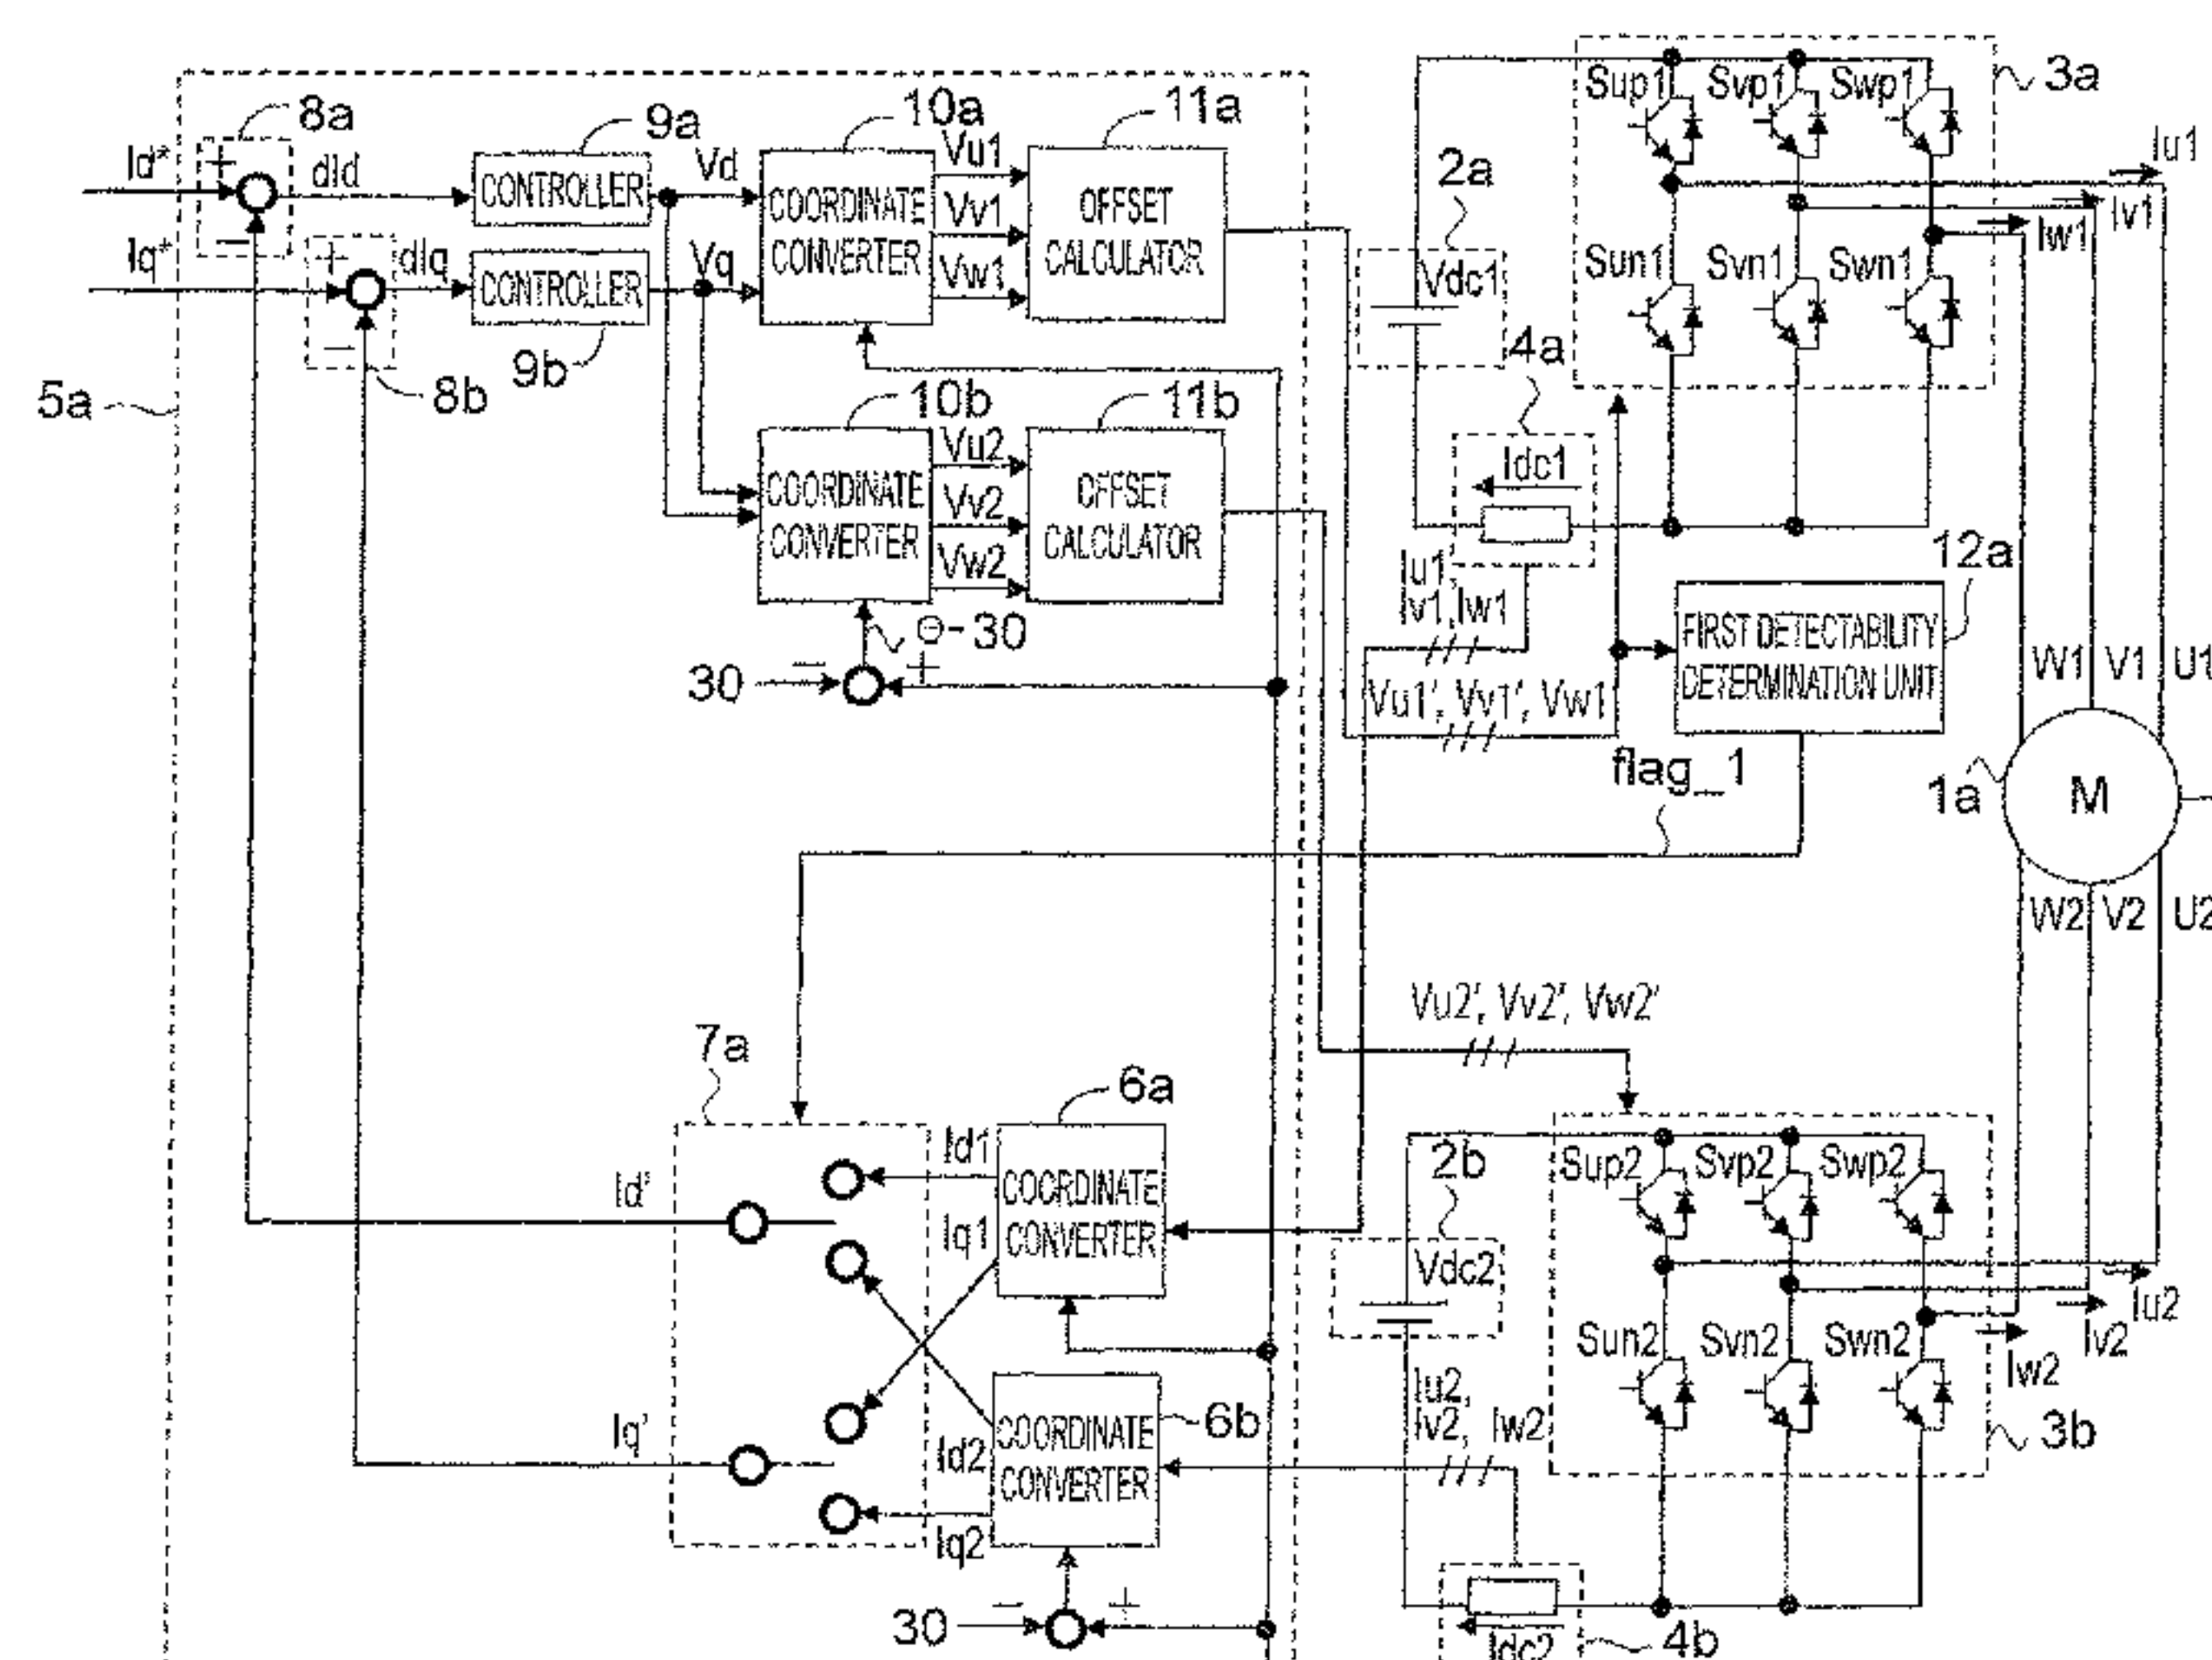 8a
9a
10a
11a
Id*
+
dId
CONTROLLER
Vd
COORDINATE
CONVERTER
Vu1
Vv1
Vw1
OFFSET
CALCULATOR
−
Iq*
+
dIq
CONTROLLER
Vq
−
9b
8b
5a
10b
11b
COORDINATE
CONVERTER
Vu2
Vv2
Vw2
OFFSET
CALCULATOR
Θ-30
30
−
+
2a
Vdc1
Sup1
Svp1
Swp1
3a
Sun1
Svn1
Swn1
Iu1
Iv1
Iw1
4a
Idc1
Iu1,
Iv1, Iw1
12a
FIRST DETECTABILITY
DETERMINATION UNIT
Vu1', Vv1', Vw1
flag_1
W1
V1
U1
1a
M
W2
V2
U2
Vu2', Vv2', Vw2'
7a
6a
Id'
Id1
Iq1
COORDINATE
CONVERTER
Iq'
Id2
Iq2
COORDINATE
CONVERTER
6b
30
−
+
2b
Vdc2
Sup2
Svp2
Swp2
Sun2
Svn2
Swn2
Iu2
Iv2
Iw2
3b
Iu2,
Iv2, Iw2
Idc2
4b